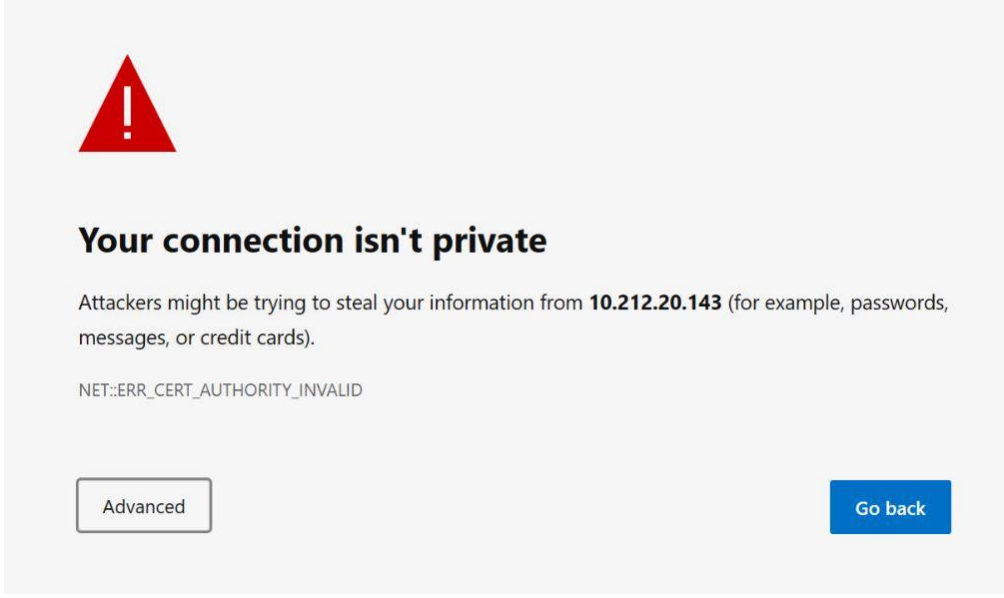 Your connection isn't private
Attackers might be trying to steal your information from 10.212.20.143 (for example, passwords,
messages, or credit cards).
NET::ERR_CERT_AUTHORITY_INVALID
Advanced
Go back